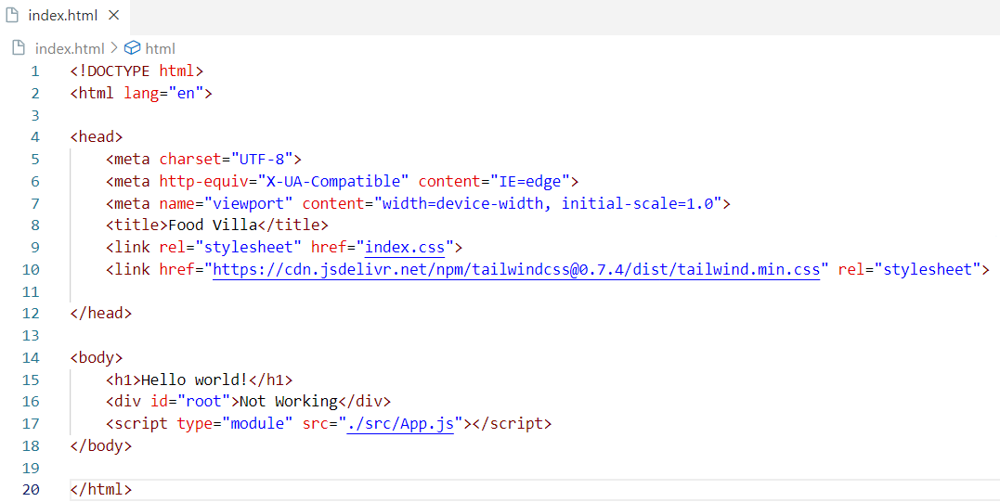 index.html
index.html > html
1 <!DOCTYPE html>
2 <html lang="en">
3
4 <head>
5     <meta charset="UTF-8">
6     <meta http-equiv="X-UA-Compatible" content="IE=edge">
7     <meta name="viewport" content="width=device-width, initial-scale=1.0">
8     <title>Food Villa</title>
9     <link rel="stylesheet" href="index.css">
10     <link href="https://cdn.jsdelivr.net/npm/tailwindcss@0.7.4/dist/tailwind.min.css" rel="stylesheet">
11
12 </head>
13
14 <body>
15     <h1>Hello world!</h1>
16     <div id="root">Not Working</div>
17     <script type="module" src="./src/App.js"></script>
18 </body>
19
20 </html>